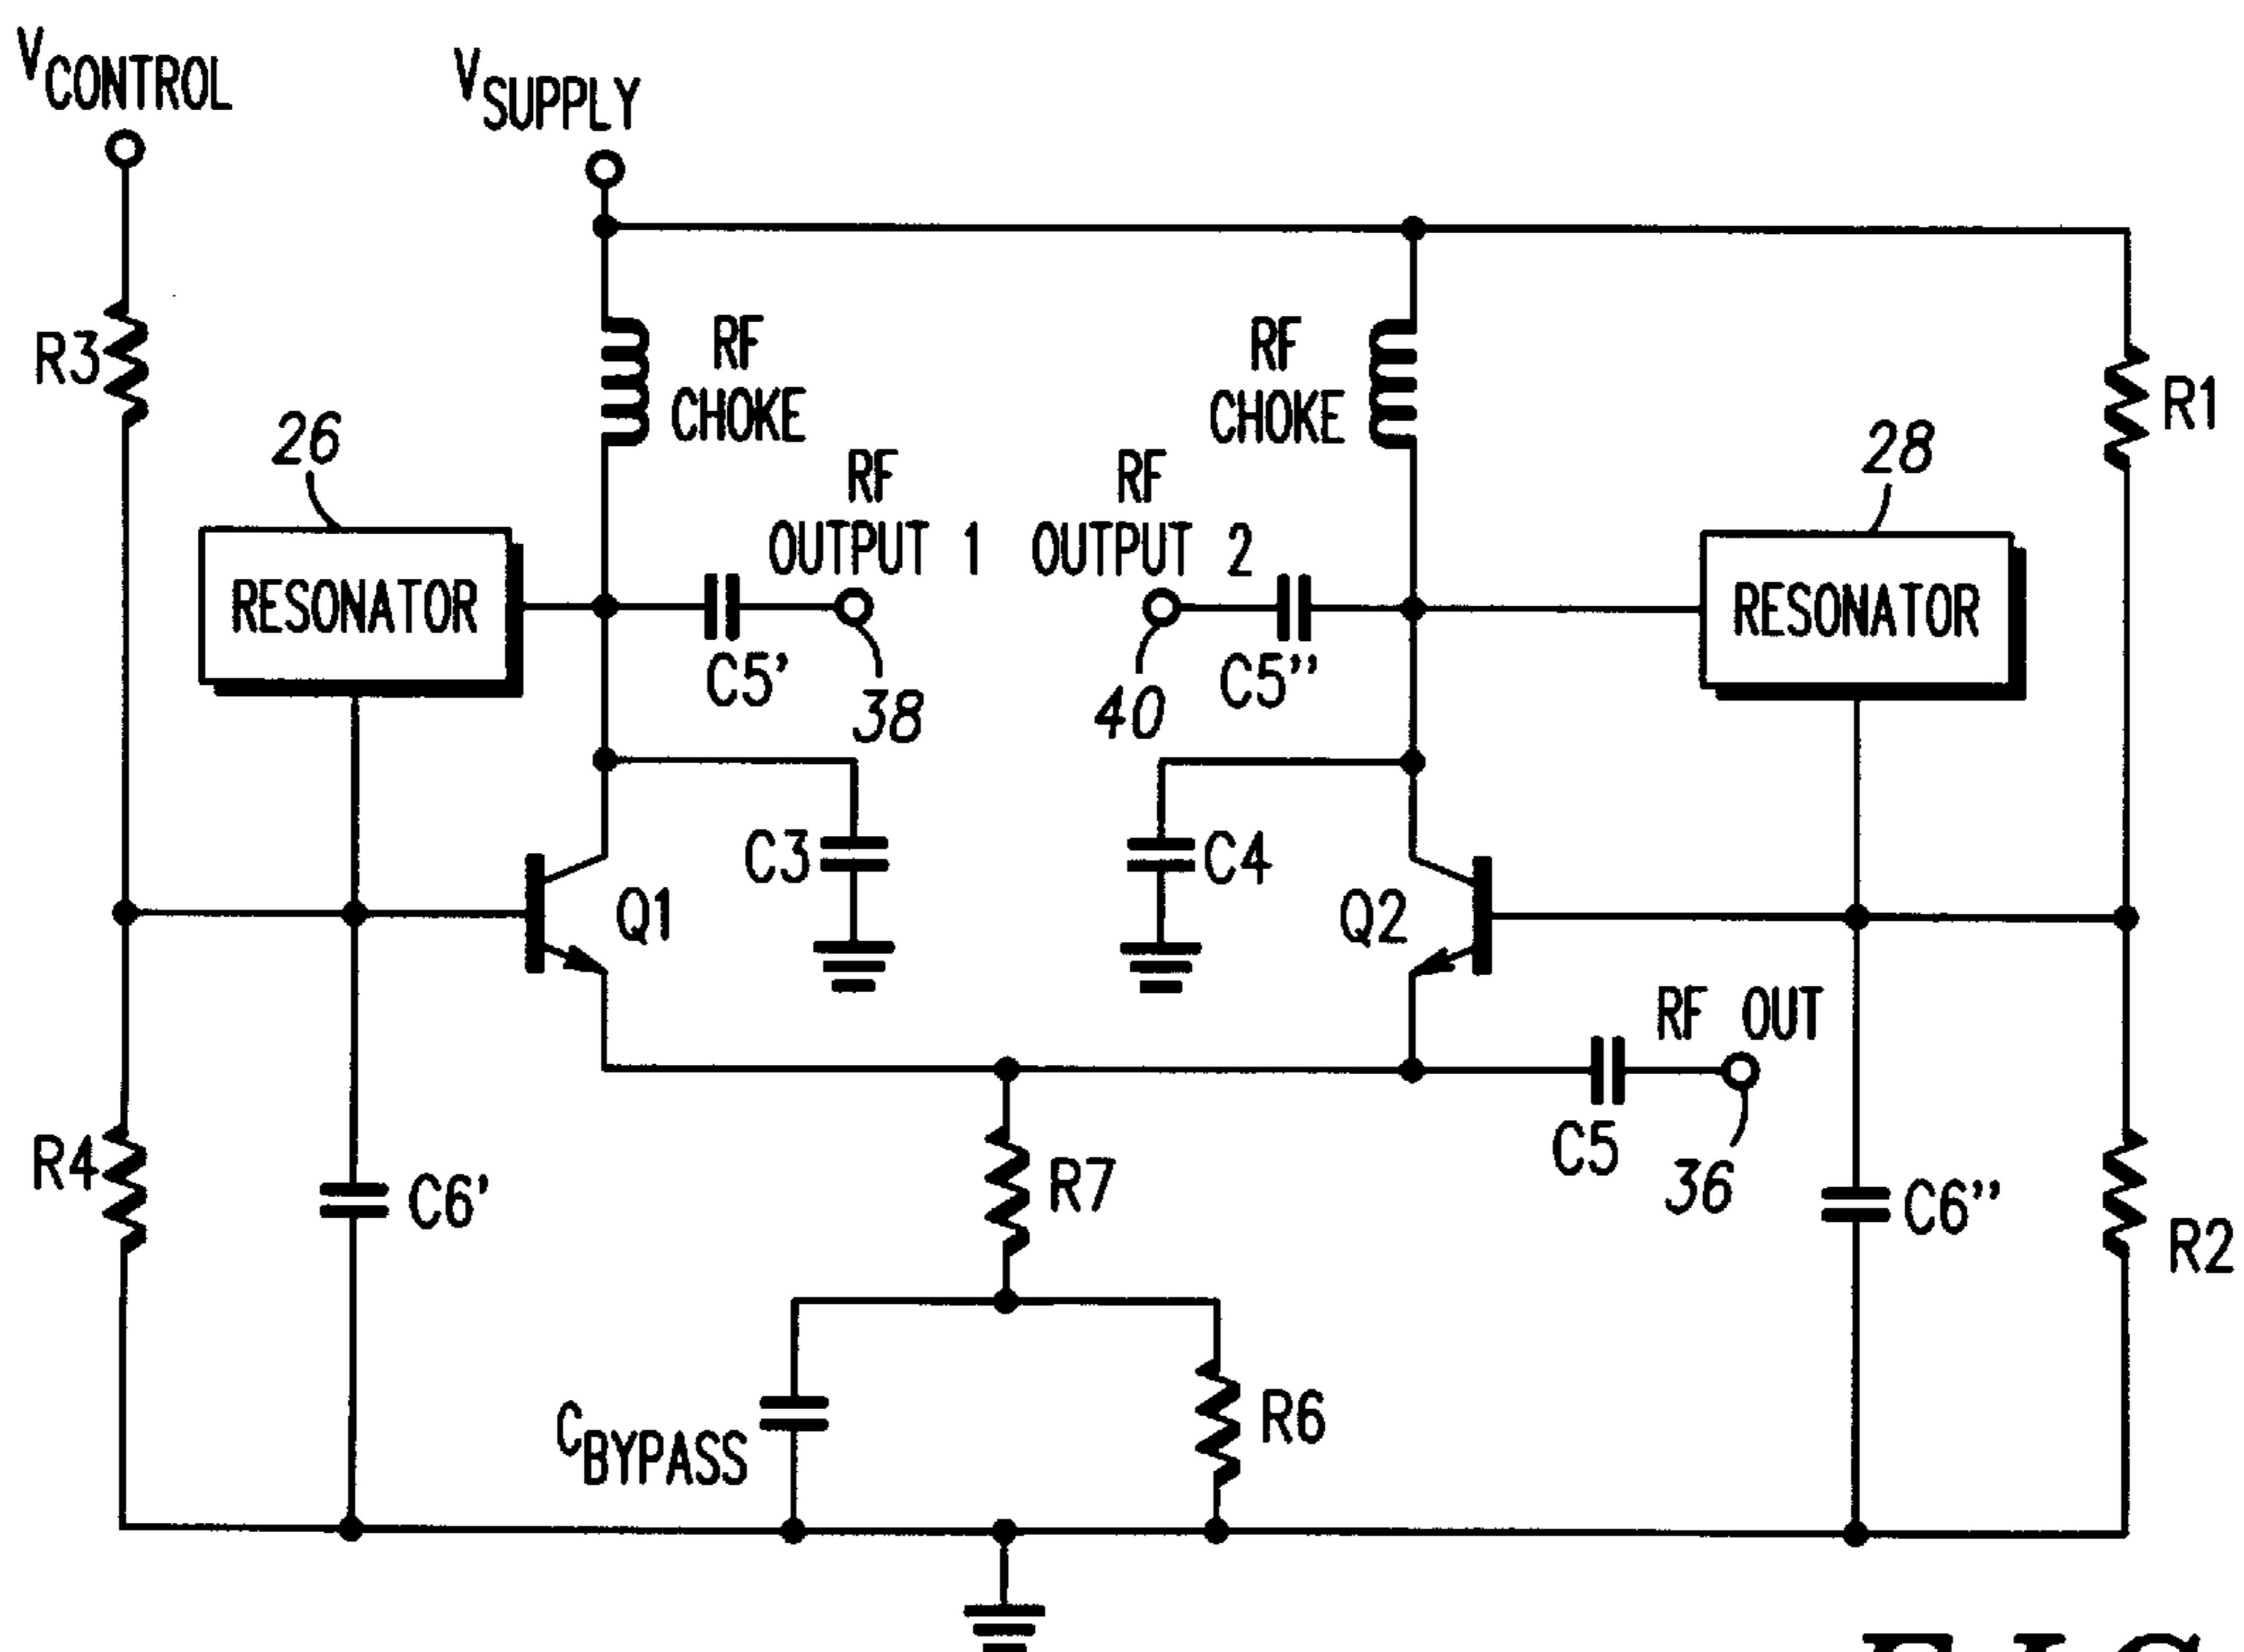 VCONTROL
VSUPPLY
R3
RF
CHOKE
RF
CHOKE
R1
26
28
RF
OUTPUT 1
RF
OUTPUT 2
RESONATOR
RESONATOR
C5'
38
40
C5"
C3
C4
Q1
Q2
RF OUT
R4
C6'
R7
C5
36
C6"
R2
CBYPASS
R6